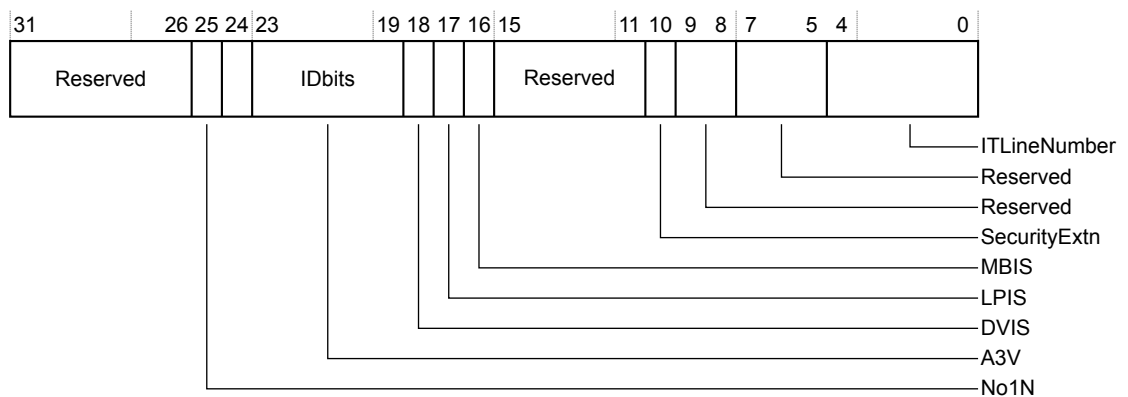 31 26 25 24 23 19 18 17 16 15 11 10 9 8 7 5 4 0
Reserved IDbits Reserved
ITLineNumber
Reserved
Reserved
SecurityExtn
MBIS
LPIS
DVIS
A3V
No1N